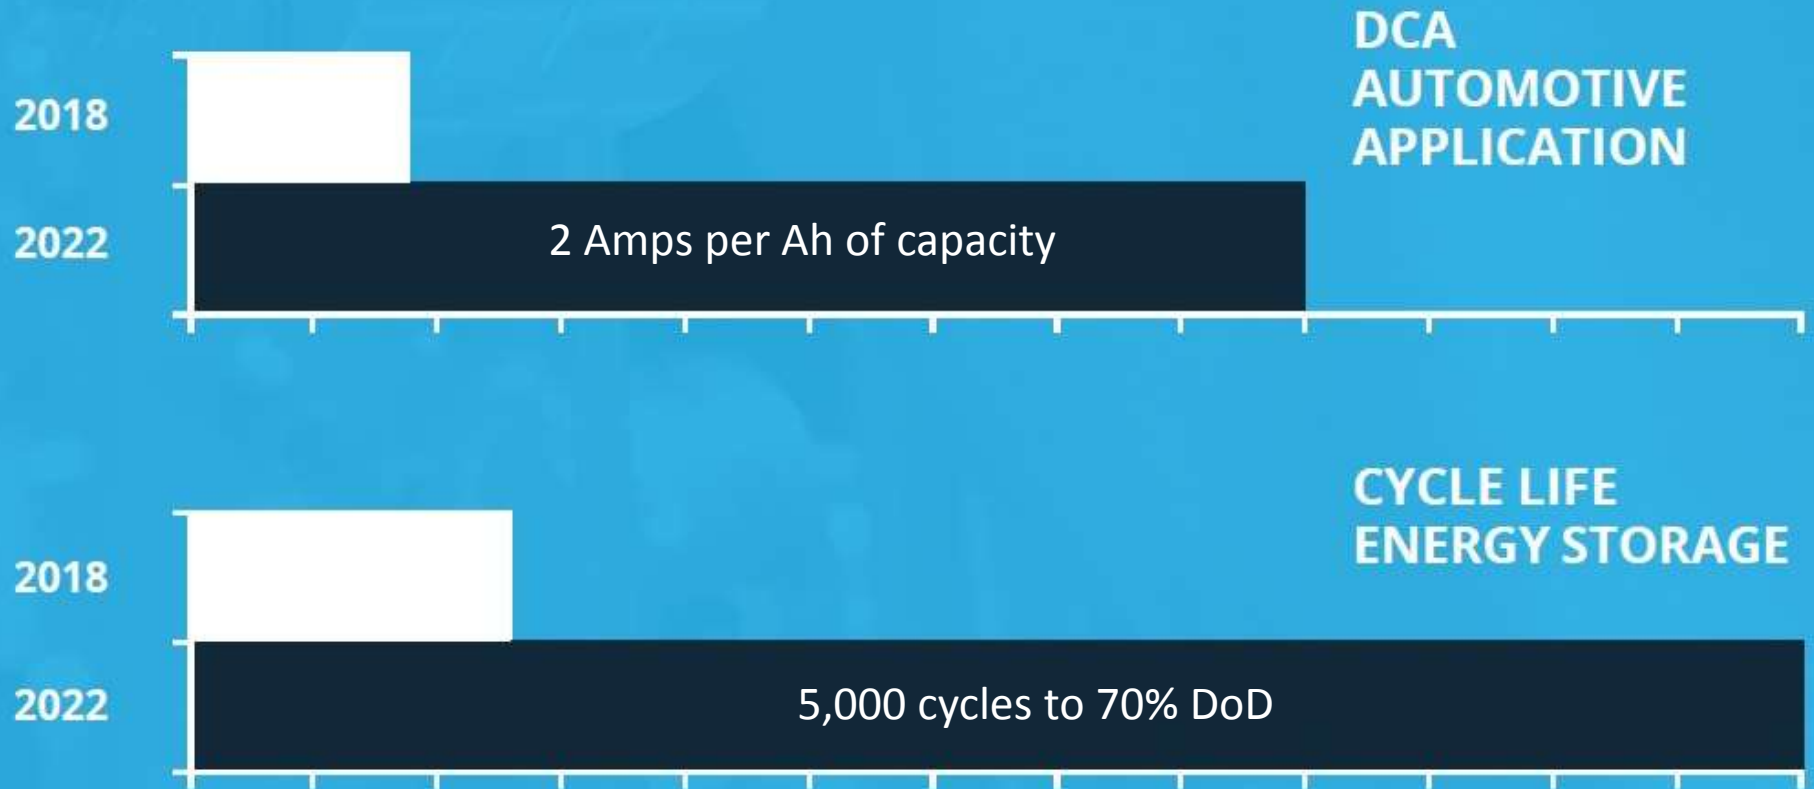 DCA
AUTOMOTIVE
APPLICATION
2018
2022
2 Amps per Ah of capacity
CYCLE LIFE
ENERGY STORAGE
2018
2022
5,000 cycles to 70% DoD